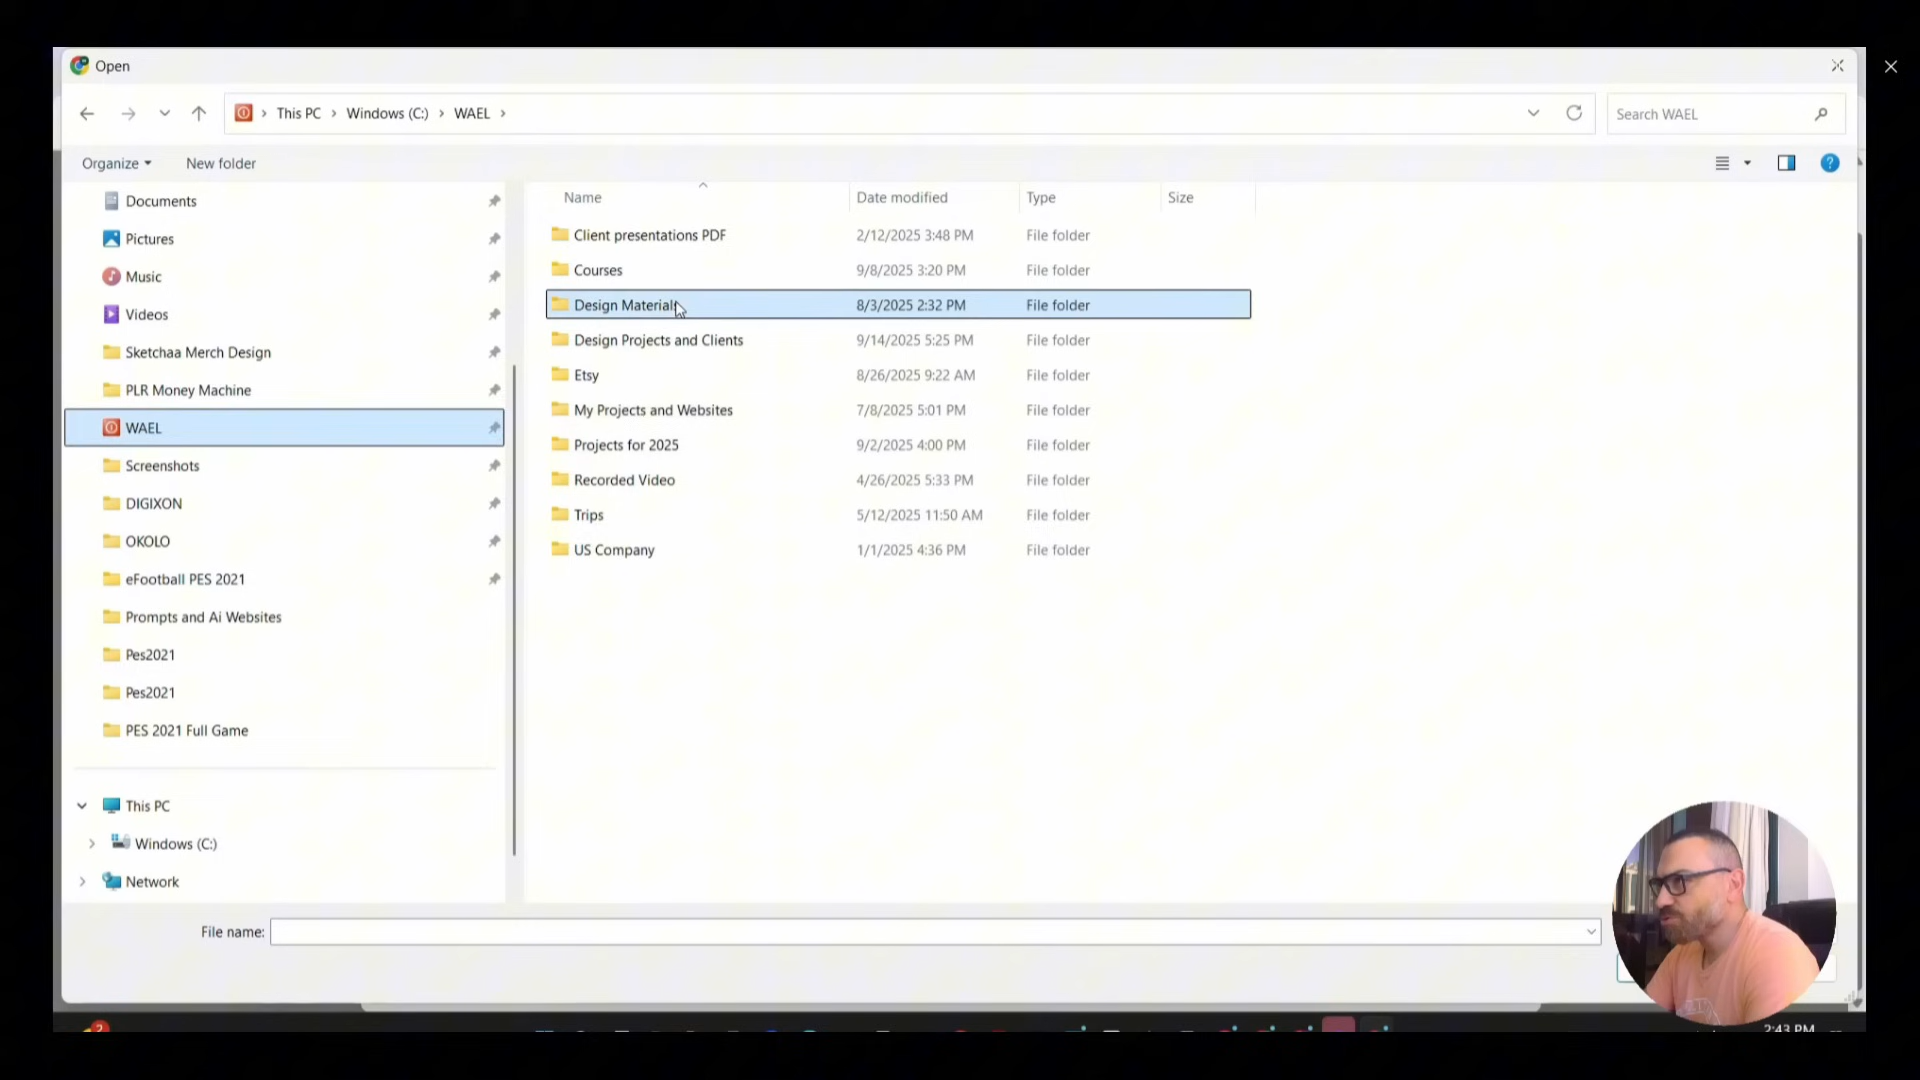 Open
This PC > Windows (C:) > WAEL >
Search WAEL
Organize
New folder
Name
Date modified
Type
Size
Documents
Pictures
Music
Videos
Sketchaa Merch Design
PLR Money Machine
WAEL
Screenshots
DIGIXON
OKOLO
eFootball PES 2021
Prompts and Ai Websites
Pes2021
Pes2021
PES 2021 Full Game
This PC
Windows (C:)
Network
Client presentations PDF 2/12/2025 3:48 PM File folder
Courses 9/8/2025 3:20 PM File folder
Design Materials 8/3/2025 2:32 PM File folder
Design Projects and Clients 9/14/2025 5:25 PM File folder
Etsy 8/26/2025 9:22 AM File folder
My Projects and Websites 7/8/2025 5:01 PM File folder
Projects for 2025 9/2/2025 4:00 PM File folder
Recorded Video 4/26/2025 5:33 PM File folder
Trips 5/12/2025 11:50 AM File folder
US Company 1/1/2025 4:36 PM File folder
File name:
2
2:43 PM